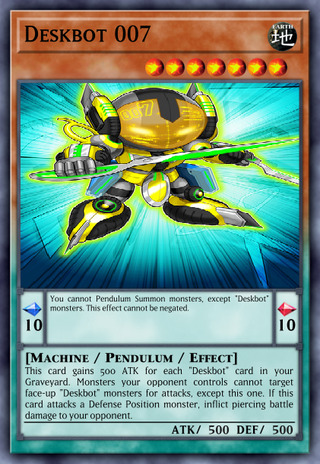 Deskbot 007
EARTH
地
007
You cannot Pendulum Summon monsters, except "Deskbot"
monsters. This effect cannot be negated.
10
10
[Machine / Pendulum / Effect]
This card gains 500 ATK for each "Deskbot" card in your
Graveyard. Monsters your opponent controls cannot target
face-up "Deskbot" monsters for attacks, except this one. If this
card attacks a Defense Position monster, inflict piercing battle
damage to your opponent.
ATK/ 500 DEF/ 500